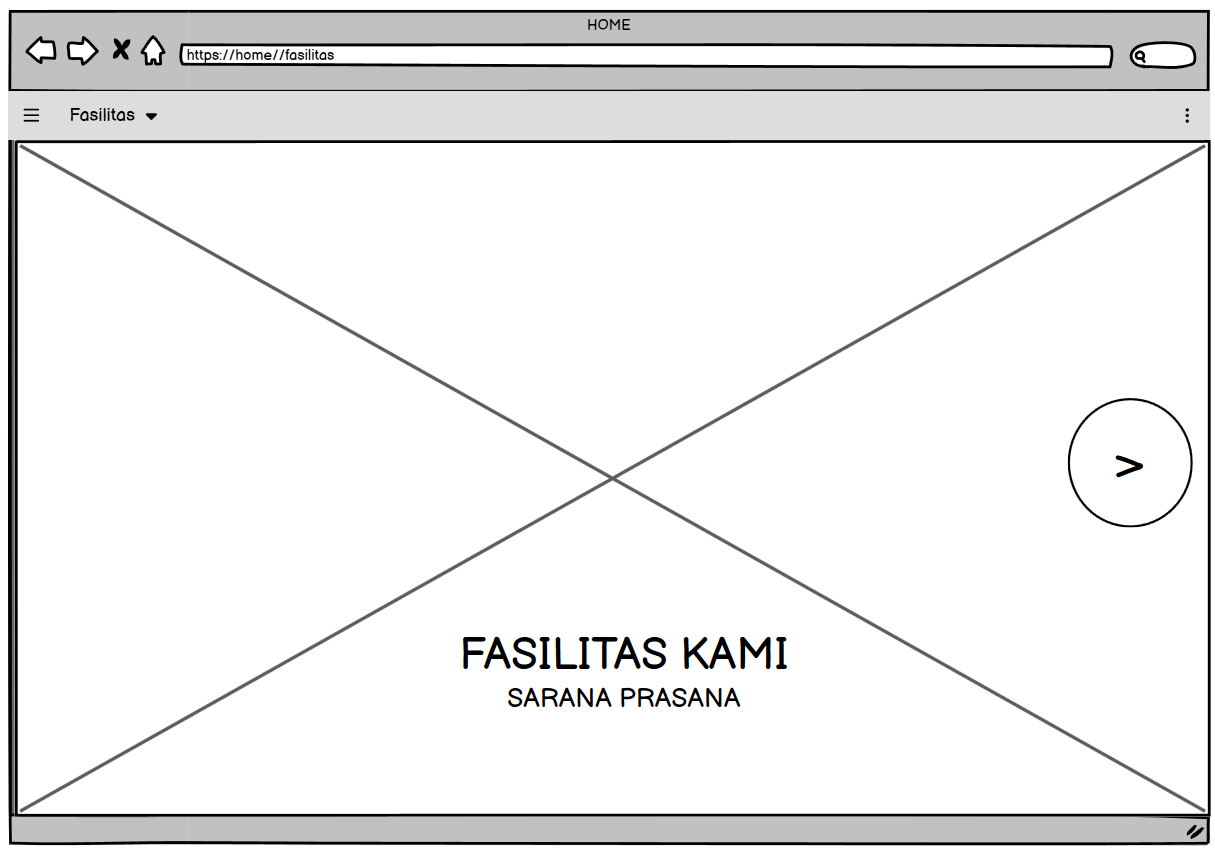 HOME
https://home//fasilitas
Fasilitas
>
FASILITAS KAMI
SARANA PRASANA